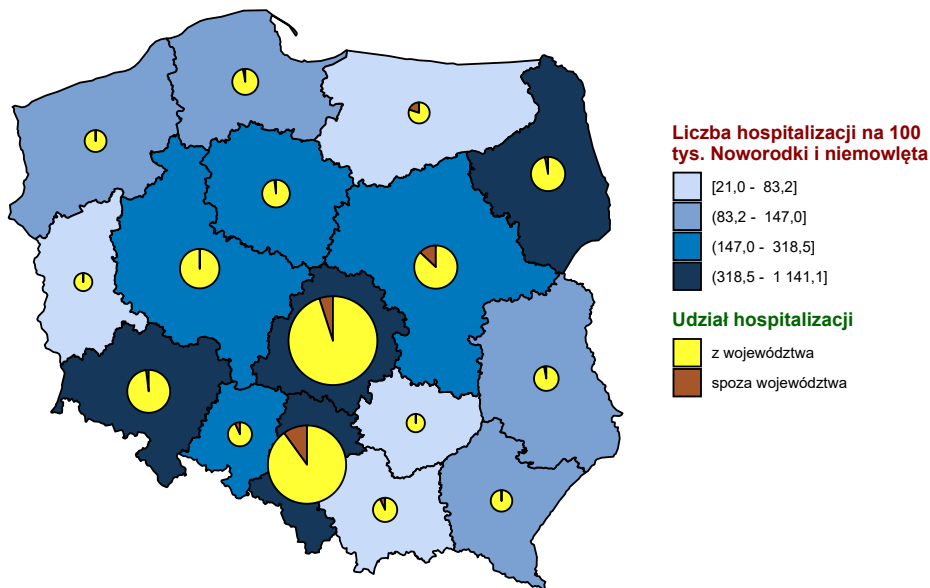 Liczba hospitalizacji na 100
tys. Noworodki i niemowlęta
[21,0 - 83,2]
(83,2 - 147,0]
(147,0 - 318,5]
(318,5 - 1 141,1]
Udział hospitalizacji
z województwa
spoza województwa